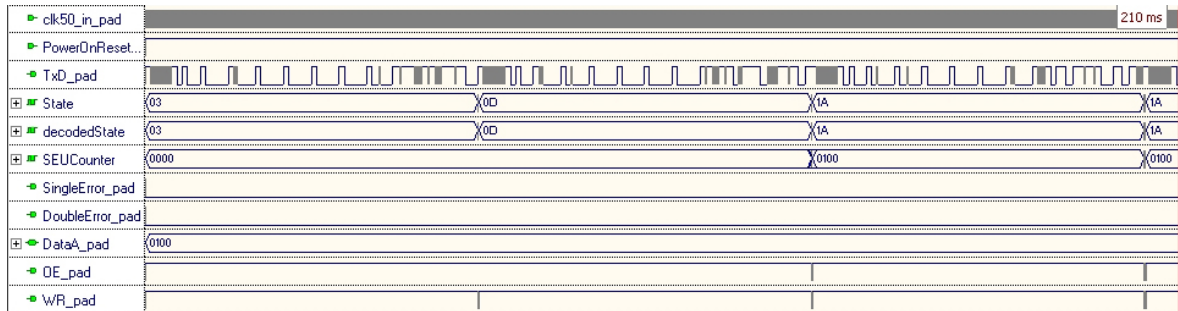 clk50_in_pad 210 ms
PowerOnReset...
TxD_pad
State 03 0D 1A 1A
decodedState 03 0D 1A 1A
SEUCounter 0000 0100 0100
SingleError_pad
DoubleError_pad
DataA_pad 0100
OE_pad
WR_pad